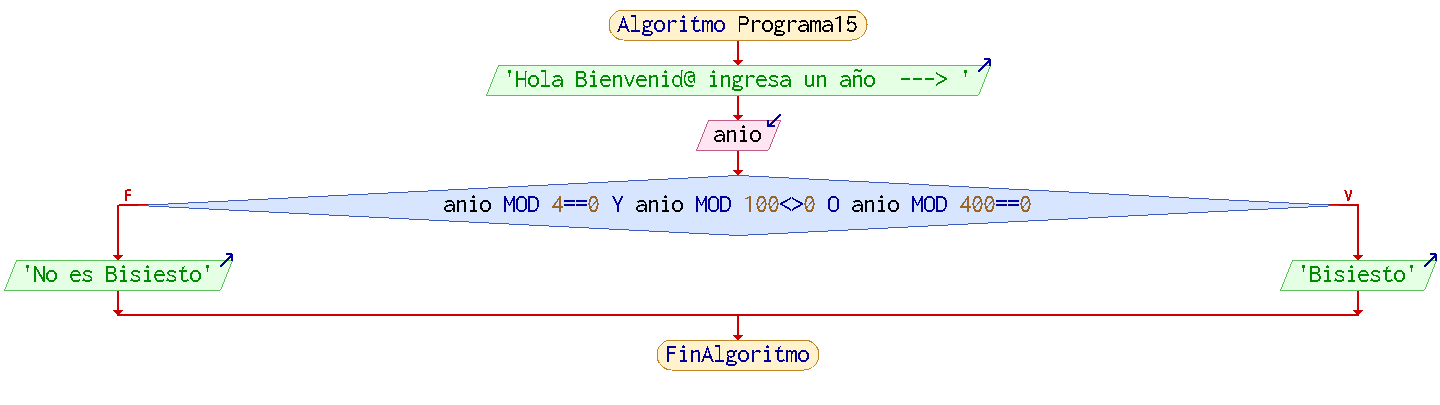 Algoritmo Programa15
'Hola Bienvenid@ ingresa un año  ---> '
anio
F
V
anio MOD 4==0 Y anio MOD 100<>0 O anio MOD 400==0
'No es Bisiesto'
'Bisiesto'
FinAlgoritmo